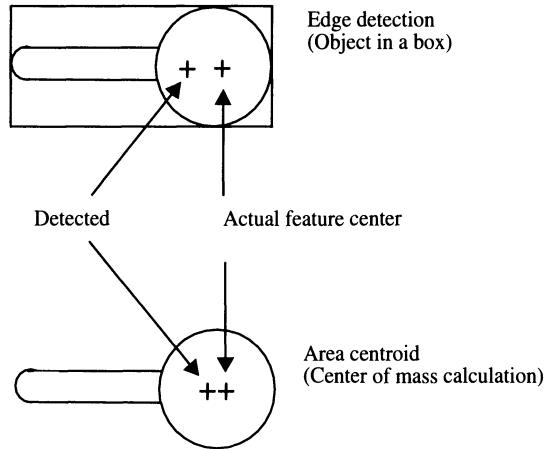 Edge detection
(Object in a box)
Detected
Actual feature center
Area centroid
(Center of mass calculation)